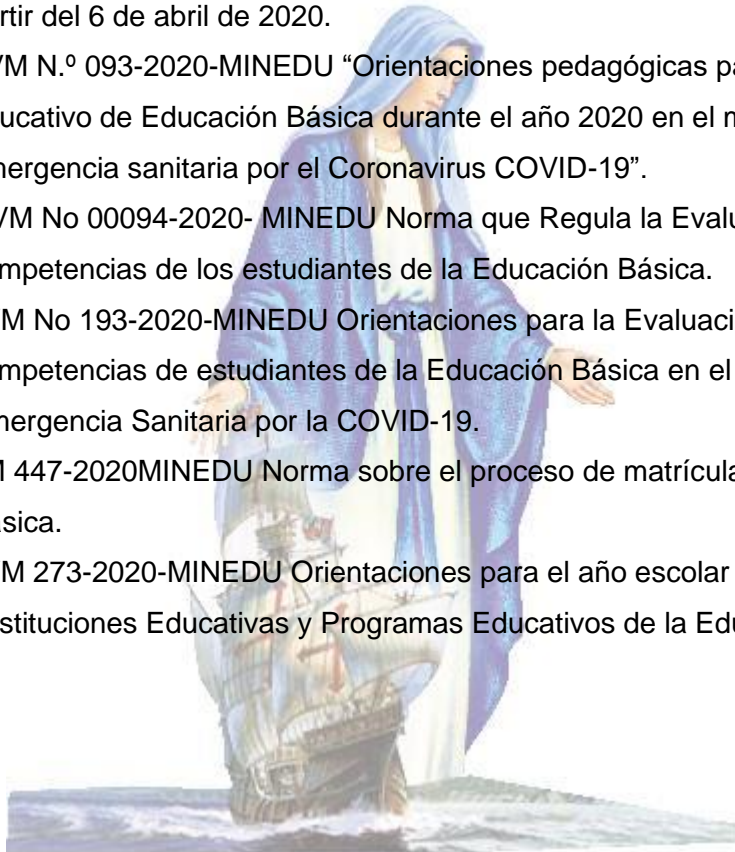 rtir del 6 de abril de 2020.
VM N.º 093-2020-MINEDU “Orientaciones pedagógicas pa
ucativo de Educación Básica durante el año 2020 en el m
mergencia sanitaria por el Coronavirus COVID-19”.
VM No 00094-2020- MINEDU Norma que Regula la Evalu
mpetencias de los estudiantes de la Educación Básica.
M No 193-2020-MINEDU Orientaciones para la Evaluaci
mpetencias de estudiantes de la Educación Básica en el
mergencia Sanitaria por la COVID-19.
M 447-2020MINEDU Norma sobre el proceso de matrícula
sica.
M 273-2020-MINEDU Orientaciones para el año escolar
stituciones Educativas y Programas Educativos de la Edu